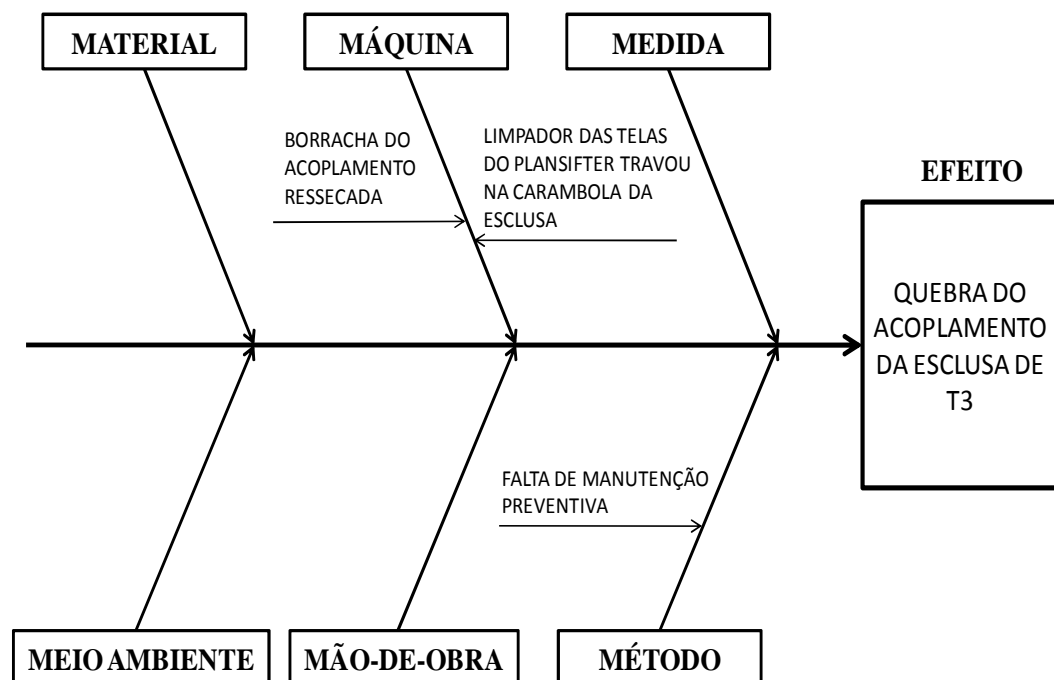 MATERIAL
MÁQUINA
MEDIDA
BORRACHA DO
ACOPLAMENTO
RESSECADA
LIMPADOR DAS TELAS
DO PLANSIFTER TRAVOU
NA CARAMBOLA DA
ESCLUSA
EFEITO
QUEBRA DO
ACOPLAMENTO
DA ESCLUSA DE
T3
FALTA DE MANUTENÇÃO
PREVENTIVA
MEIO AMBIENTE
MÃO-DE-OBRA
MÉTODO